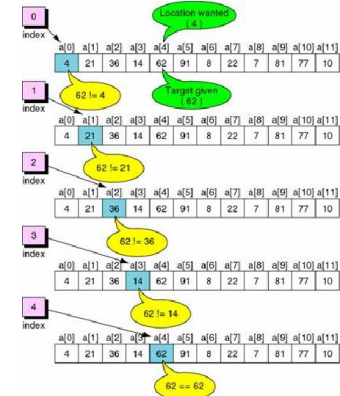 0
index
Location wanted
( 4 )
a[0] a[1] a[2] a[3] a[4] a[5] a[6] a[7] a[8] a[9] a[10] a[11]
4 21 36 14 62 91 8 22 7 81 77 10
62 != 4
Target given
( 62 )
1
index
a[0] a[1] a[2] a[3] a[4] a[5] a[6] a[7] a[8] a[9] a[10] a[11]
4 21 36 14 62 91 8 22 7 81 77 10
62 != 21
2
index
a[0] a[1] a[2] a[3] a[4] a[5] a[6] a[7] a[8] a[9] a[10] a[11]
4 21 36 14 62 91 8 22 7 81 77 10
62 != 36
3
index
a[0] a[1] a[2] a[3] a[4] a[5] a[6] a[7] a[8] a[9] a[10] a[11]
4 21 36 14 62 91 8 22 7 81 77 10
62 != 14
4
index
a[0] a[1] a[2] a[3] a[4] a[5] a[6] a[7] a[8] a[9] a[10] a[11]
4 21 36 14 62 91 8 22 7 81 77 10
62 == 62